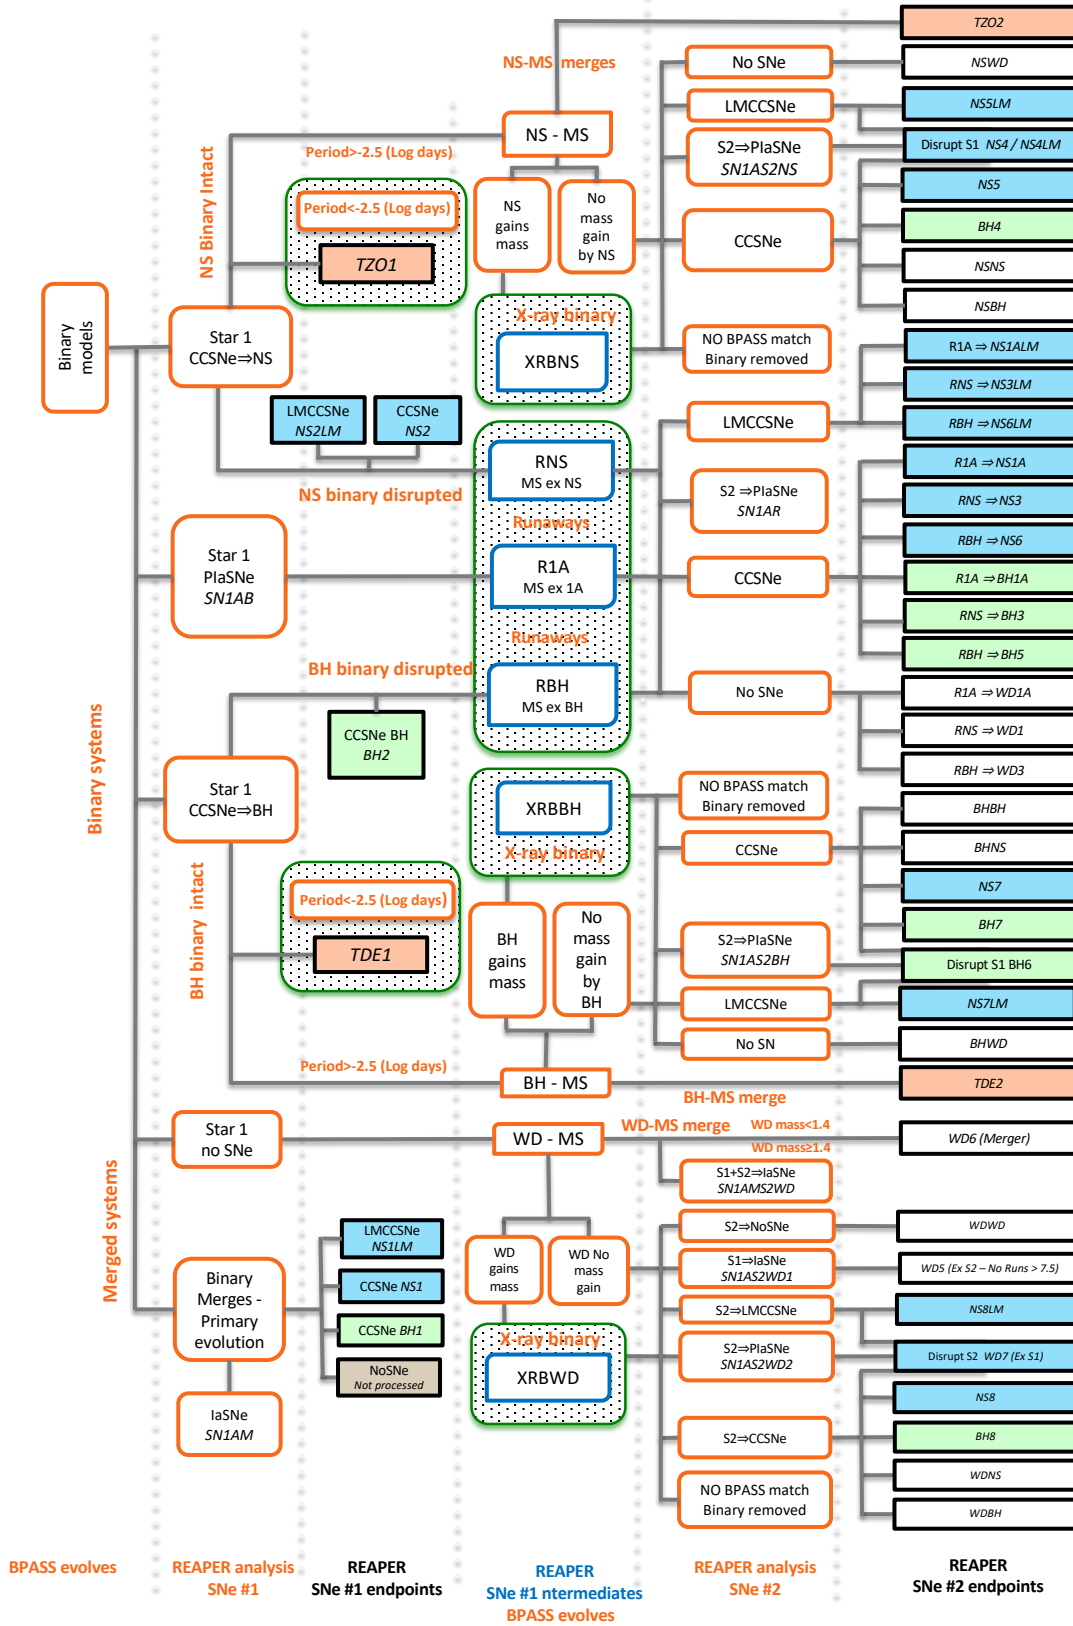 TZO2
NS-MS merges
No SNe
NSWD
LMCCSNe
NS5LM
NS - MS
Period>-2.5 (Log days)
S2⇒PIaSNe
SN1AS2NS
Disrupt S1 NS4 / NS4LM
NS5
NS Binary Intact
Period<-2.5 (Log days)
TZO1
NS
gains
mass
No
mass
gain
by NS
CCSNe
BH4
NSNS
NSBH
Binary
models
Star 1
CCSNe⇒NS
X-ray binary
XRBNS
NO BPASS match
Binary removed
R1A ⇒ NS1ALM
RNS ⇒ NS3LM
LMCCSNe
NS2LM
CCSNe
NS2
LMCCSNe
RBH ⇒ NS6LM
NS binary disrupted
RNS
MS ex NS
R1A ⇒ NS1A
S2 ⇒PIaSNe
SN1AR
RNS ⇒ NS3
Runaways
RBH ⇒ NS6
Star 1
PIaSNe
SN1AB
R1A
MS ex 1A
CCSNe
R1A ⇒ BH1A
RNS ⇒ BH3
Runaways
RBH ⇒ BH5
BH binary disrupted
RBH
MS ex BH
No SNe
R1A ⇒ WD1A
CCSNe BH
BH2
RNS ⇒ WD1
RBH ⇒ WD3
Binary systems
Star 1
CCSNe⇒BH
XRBBH
X-ray binary
NO BPASS match
Binary removed
BHBH
CCSNe
BHNS
NS7
BH binary intact
Period<-2.5 (Log days)
TDE1
BH
gains
mass
No
mass
gain
by
BH
BH7
S2⇒PIaSNe
SN1AS2BH
Disrupt S1 BH6
LMCCSNe
NS7LM
No SN
BHWD
Period>-2.5 (Log days)
BH - MS
BH-MS merge
TDE2
Star 1
no SNe
WD - MS
WD-MS merge
WD mass<1.4
WD mass≥1.4
WD6 (Merger)
S1+S2⇒IaSNe
SN1AMS2WD
Merged systems
LMCCSNe
NS1LM
S2⇒NoSNe
WDWD
Binary
Merges -
Primary
evolution
CCSNe NS1
WD
gains
mass
WD No
mass
gain
S1⇒IaSNe
SN1AS2WD1
WD5 (Ex S2 – No Runs > 7.5)
S2⇒LMCCSNe
NS8LM
CCSNe BH1
X-ray binary
XRBWD
S2⇒PIaSNe
SN1AS2WD2
Disrupt S2 WD7 (Ex S1)
NoSNe
Not processed
NS8
IaSNe
SN1AM
S2⇒CCSNe
BH8
WDNS
NO BPASS match
Binary removed
WDBH
BPASS evolves
REAPER analysis
SNe #1
REAPER
SNe #1 endpoints
REAPER
SNe #1 ntermediates
BPASS evolves
REAPER analysis
SNe #2
REAPER
SNe #2 endpoints